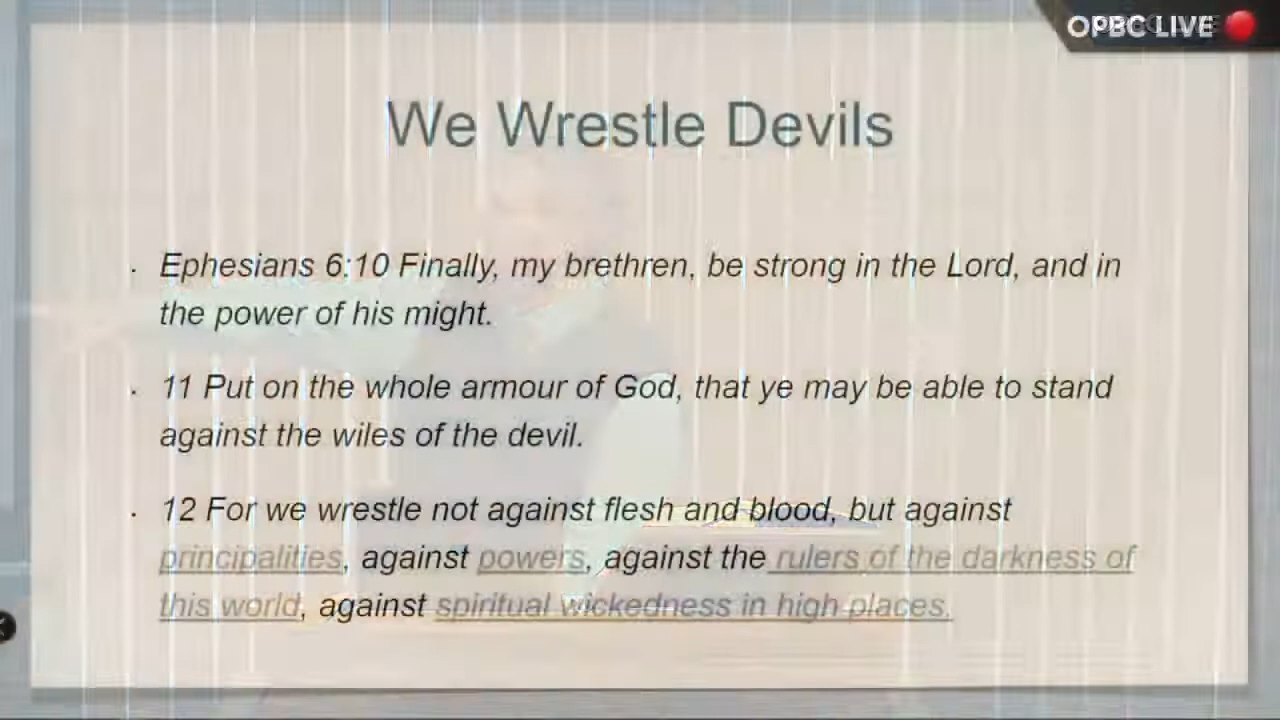 OPBC LIVE
We Wrestle Devils
Ephesians 6:10 Finally, my brethren, be strong in the Lord, and in
the power of his might.
11 Put on the whole armour of God, that ye may be able to stand
against the wiles of the devil.
12 For we wrestle not against flesh and blood, but against
principalities, against powers, against the rulers of the darkness of
this world, against spiritual wickedness in high places.